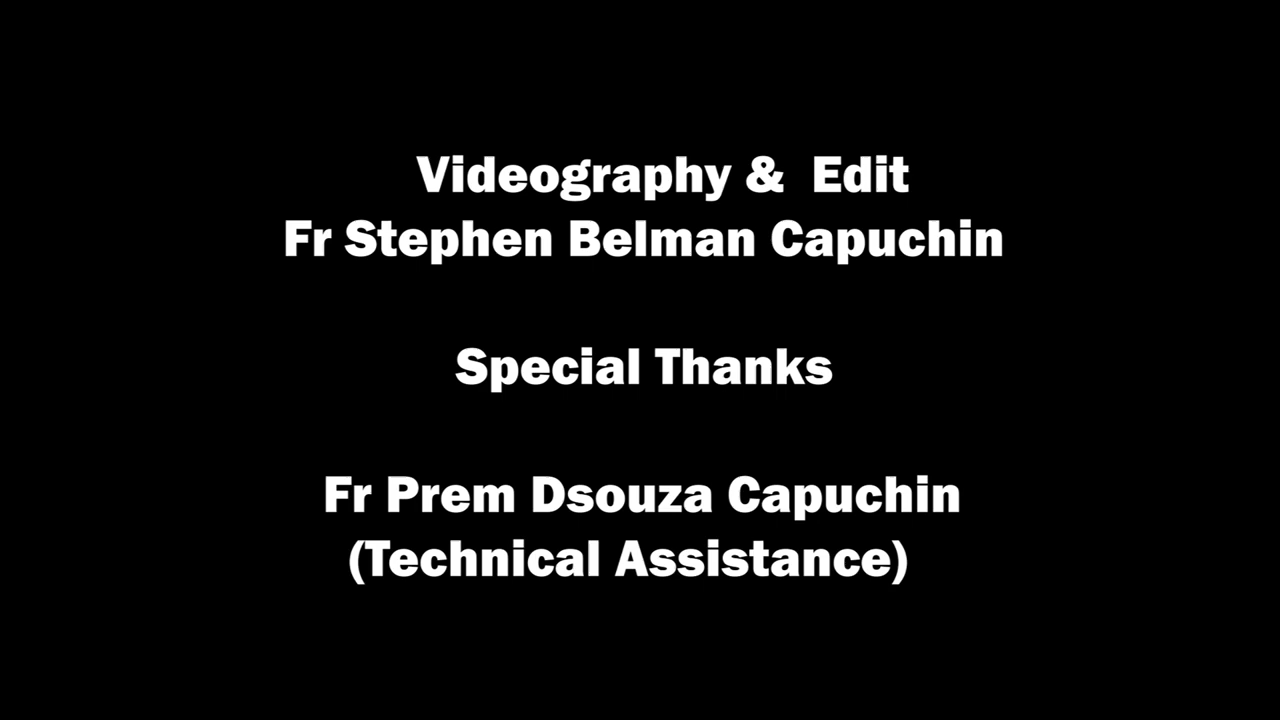 Videography & Edit
Fr Stephen Belman Capuchin
Special Thanks
Fr Prem Dsouza Capuchin
(Technical Assistance)